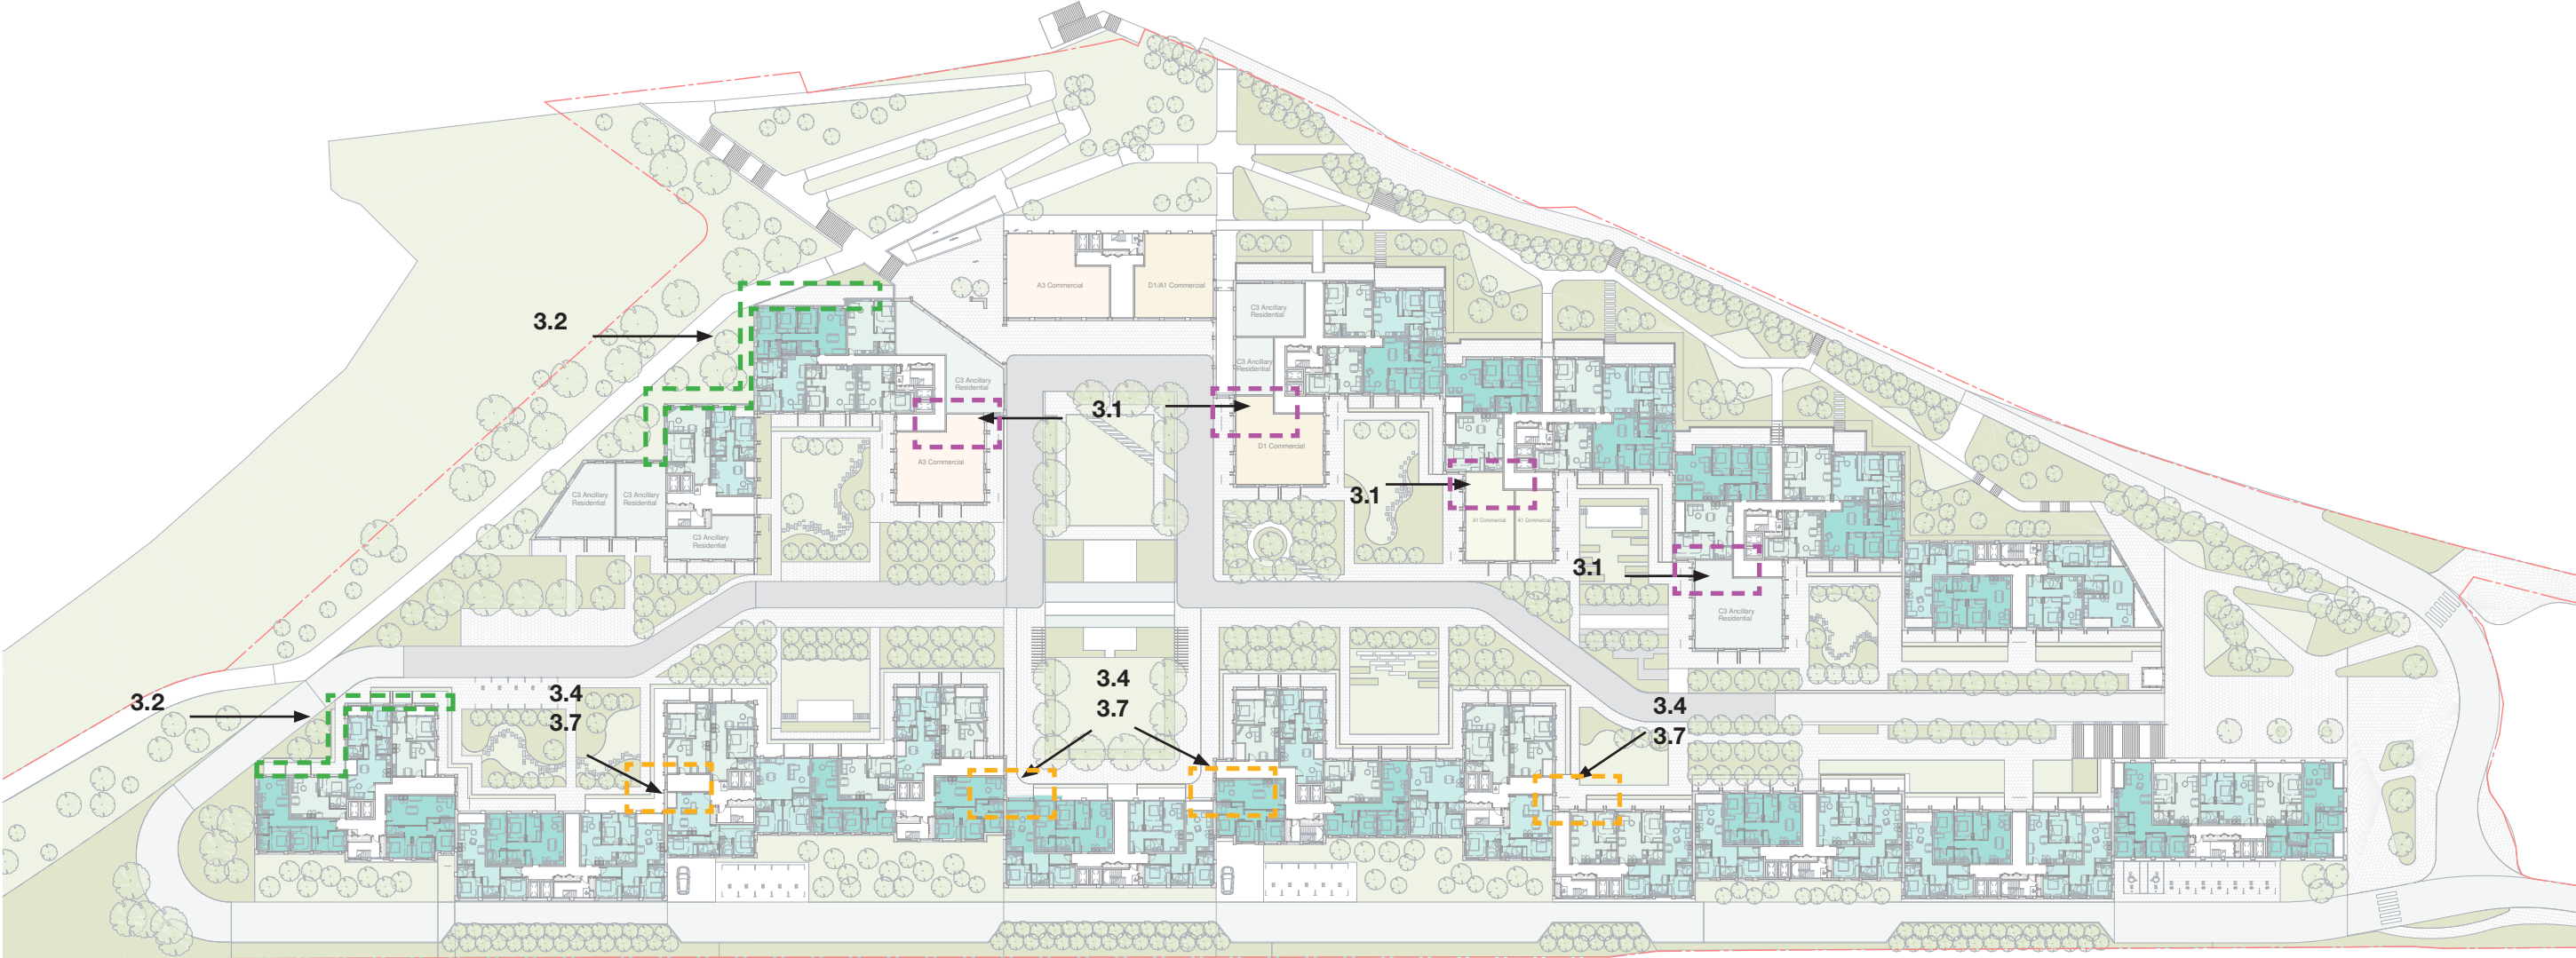 A3 Commercial
D1/A1 Commercial
C3 Ancillary
Residential
3.2
C3 Ancillary
Residential
C3 Ancillary
Residential
3.1
D1 Commercial
A3 Commercial
3.1
C3 Ancillary
Residential
C3 Ancillary
Residential
A1 Commercial
A1 Commercial
C3 Ancillary
Residential
3.1
C3 Ancillary
Residential
3.2
3.4
3.7
3.4
3.7
3.4
3.7